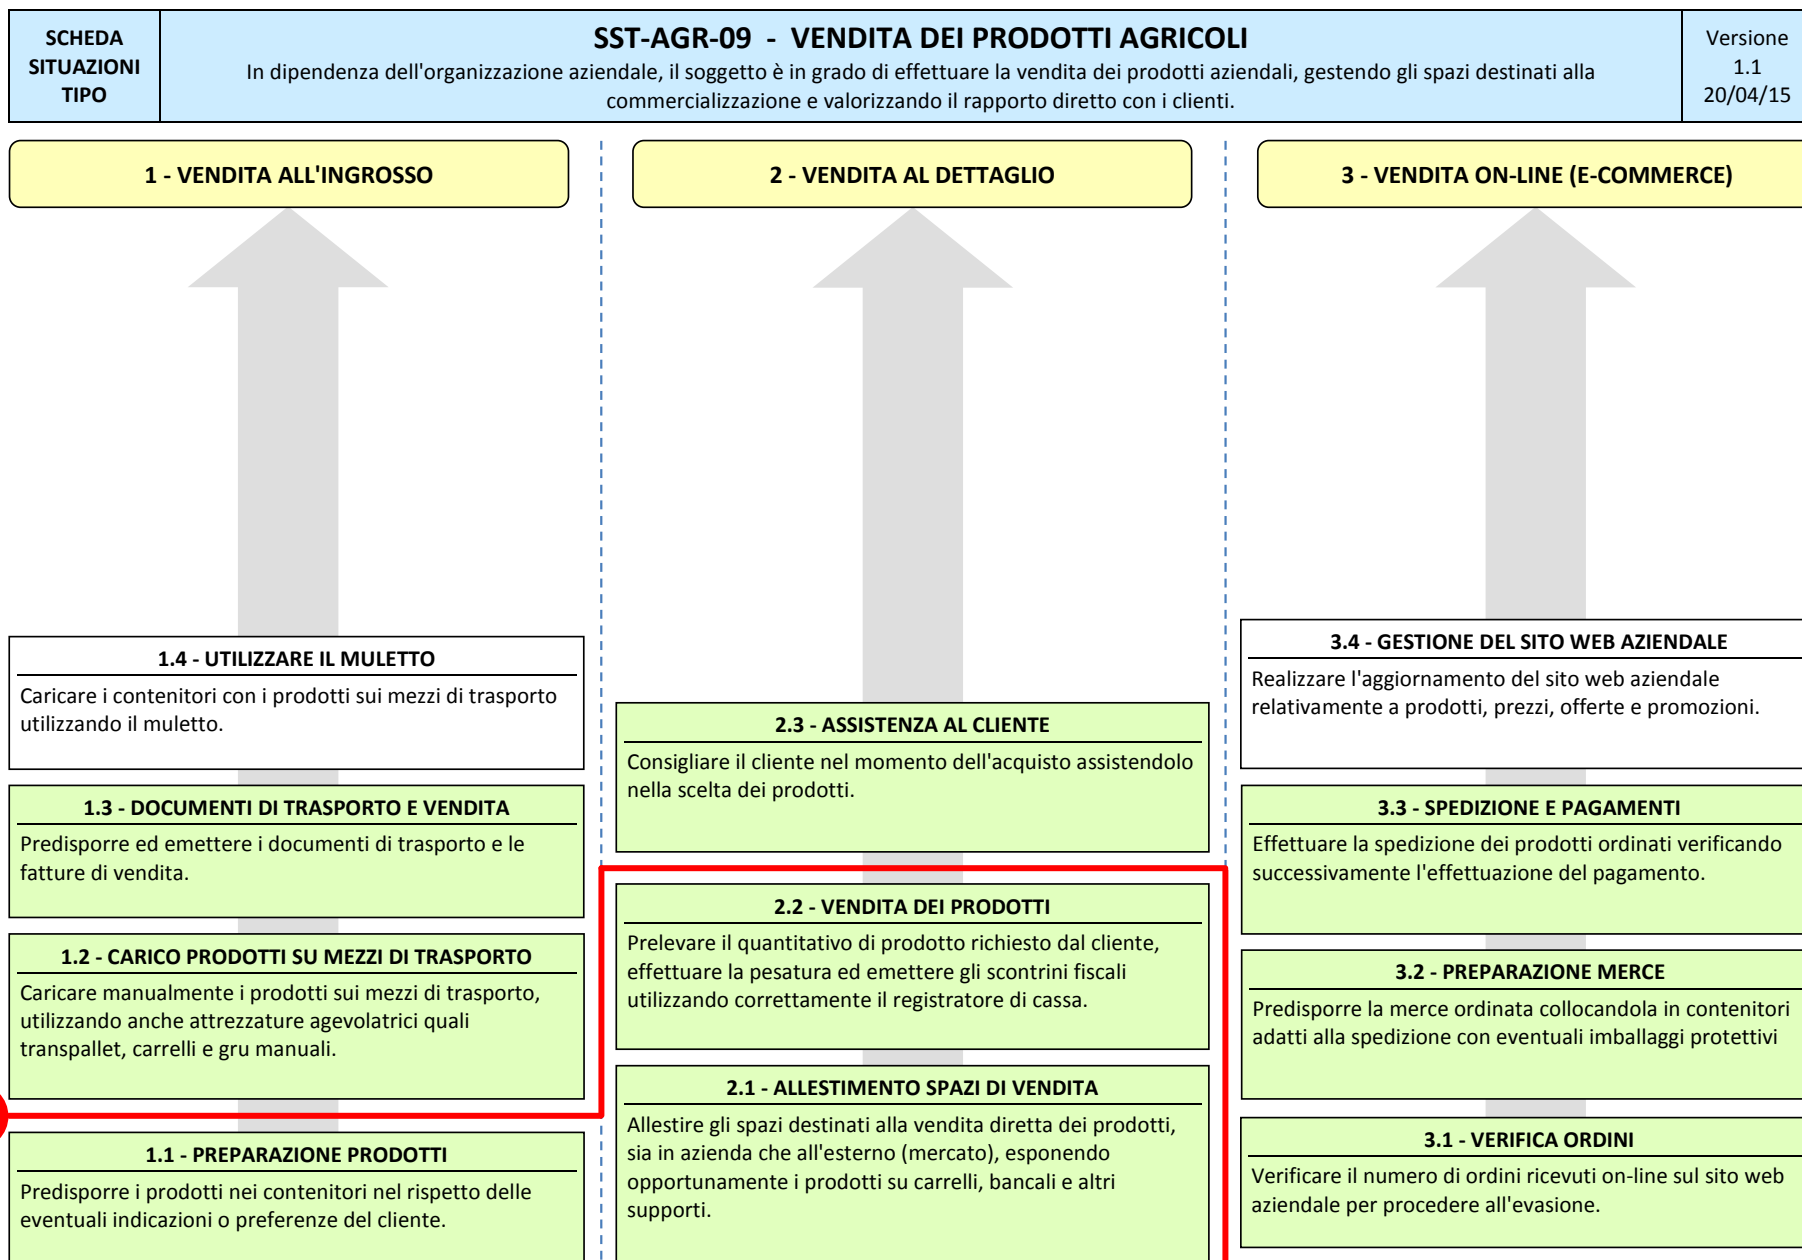 SCHEDA
SITUAZIONI
TIPO
SST-AGR-09 - VENDITA DEI PRODOTTI AGRICOLI
In dipendenza dell'organizzazione aziendale, il soggetto è in grado di effettuare la vendita dei prodotti aziendali, gestendo gli spazi destinati alla
commercializzazione e valorizzando il rapporto diretto con i clienti.
Versione
1.1
20/04/15
1 - VENDITA ALL'INGROSSO
1.4 - UTILIZZARE IL MULETTO
Caricare i contenitori con i prodotti sui mezzi di trasporto
utilizzando il muletto.
1.3 - DOCUMENTI DI TRASPORTO E VENDITA
Predisporre ed emettere i documenti di trasporto e le
fatture di vendita.
1.2 - CARICO PRODOTTI SU MEZZI DI TRASPORTO
Caricare manualmente i prodotti sui mezzi di trasporto,
utilizzando anche attrezzature agevolatrici quali
transpallet, carrelli e gru manuali.
1.1 - PREPARAZIONE PRODOTTI
Predisporre i prodotti nei contenitori nel rispetto delle
eventuali indicazioni o preferenze del cliente.
2 - VENDITA AL DETTAGLIO
2.3 - ASSISTENZA AL CLIENTE
Consigliare il cliente nel momento dell'acquisto assistendolo
nella scelta dei prodotti.
2.2 - VENDITA DEI PRODOTTI
Prelevare il quantitativo di prodotto richiesto dal cliente,
effettuare la pesatura ed emettere gli scontrini fiscali
utilizzando correttamente il registratore di cassa.
2.1 - ALLESTIMENTO SPAZI DI VENDITA
Allestire gli spazi destinati alla vendita diretta dei prodotti,
sia in azienda che all'esterno (mercato), esponendo
opportunamente i prodotti su carrelli, bancali e altri
supporti.
3 - VENDITA ON-LINE (E-COMMERCE)
3.4 - GESTIONE DEL SITO WEB AZIENDALE
Realizzare l'aggiornamento del sito web aziendale
relativamente a prodotti, prezzi, offerte e promozioni.
3.3 - SPEDIZIONE E PAGAMENTI
Effettuare la spedizione dei prodotti ordinati verificando
successivamente l'effettuazione del pagamento.
3.2 - PREPARAZIONE MERCE
Predisporre la merce ordinata collocandola in contenitori
adatti alla spedizione con eventuali imballaggi protettivi
3.1 - VERIFICA ORDINI
Verificare il numero di ordini ricevuti on-line sul sito web
aziendale per procedere all'evasione.